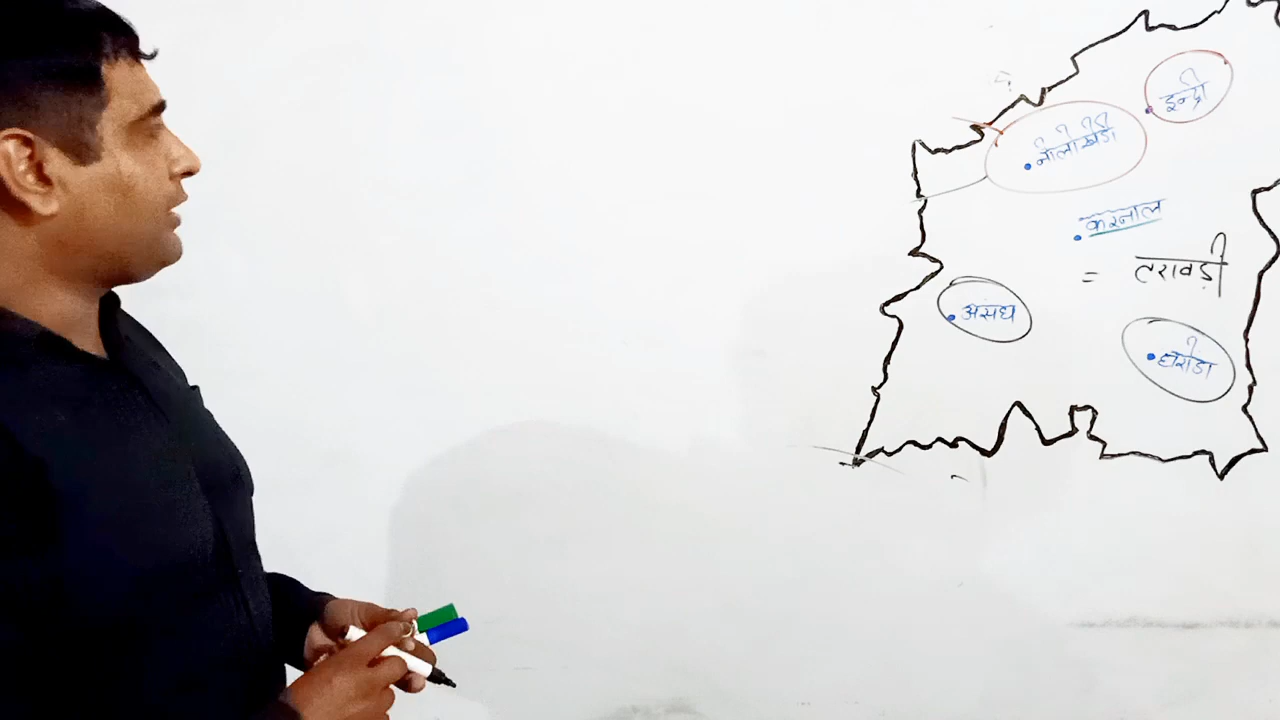 इन्द्री
नीलोखेडी
करनाल
= तरावड़ी
असंध
घरोंडा